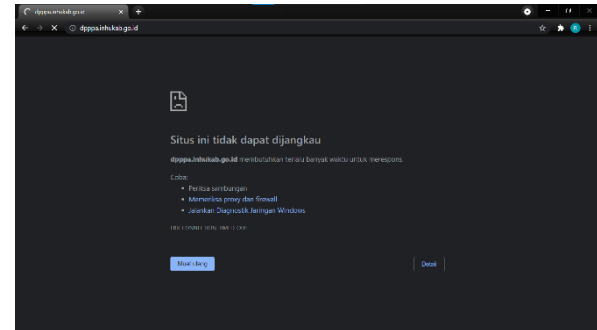 dpppa.inhukab.go.id
Situs ini tidak dapat dijangkau
dpppa.inhukab.go.id membutuhkan terlalu banyak waktu untuk merespons.
Coba:
Periksa sambungan
Memeriksa proxy dan firewall
Jalankan Diagnostik Jaringan Windows
Muat ulang
Detail